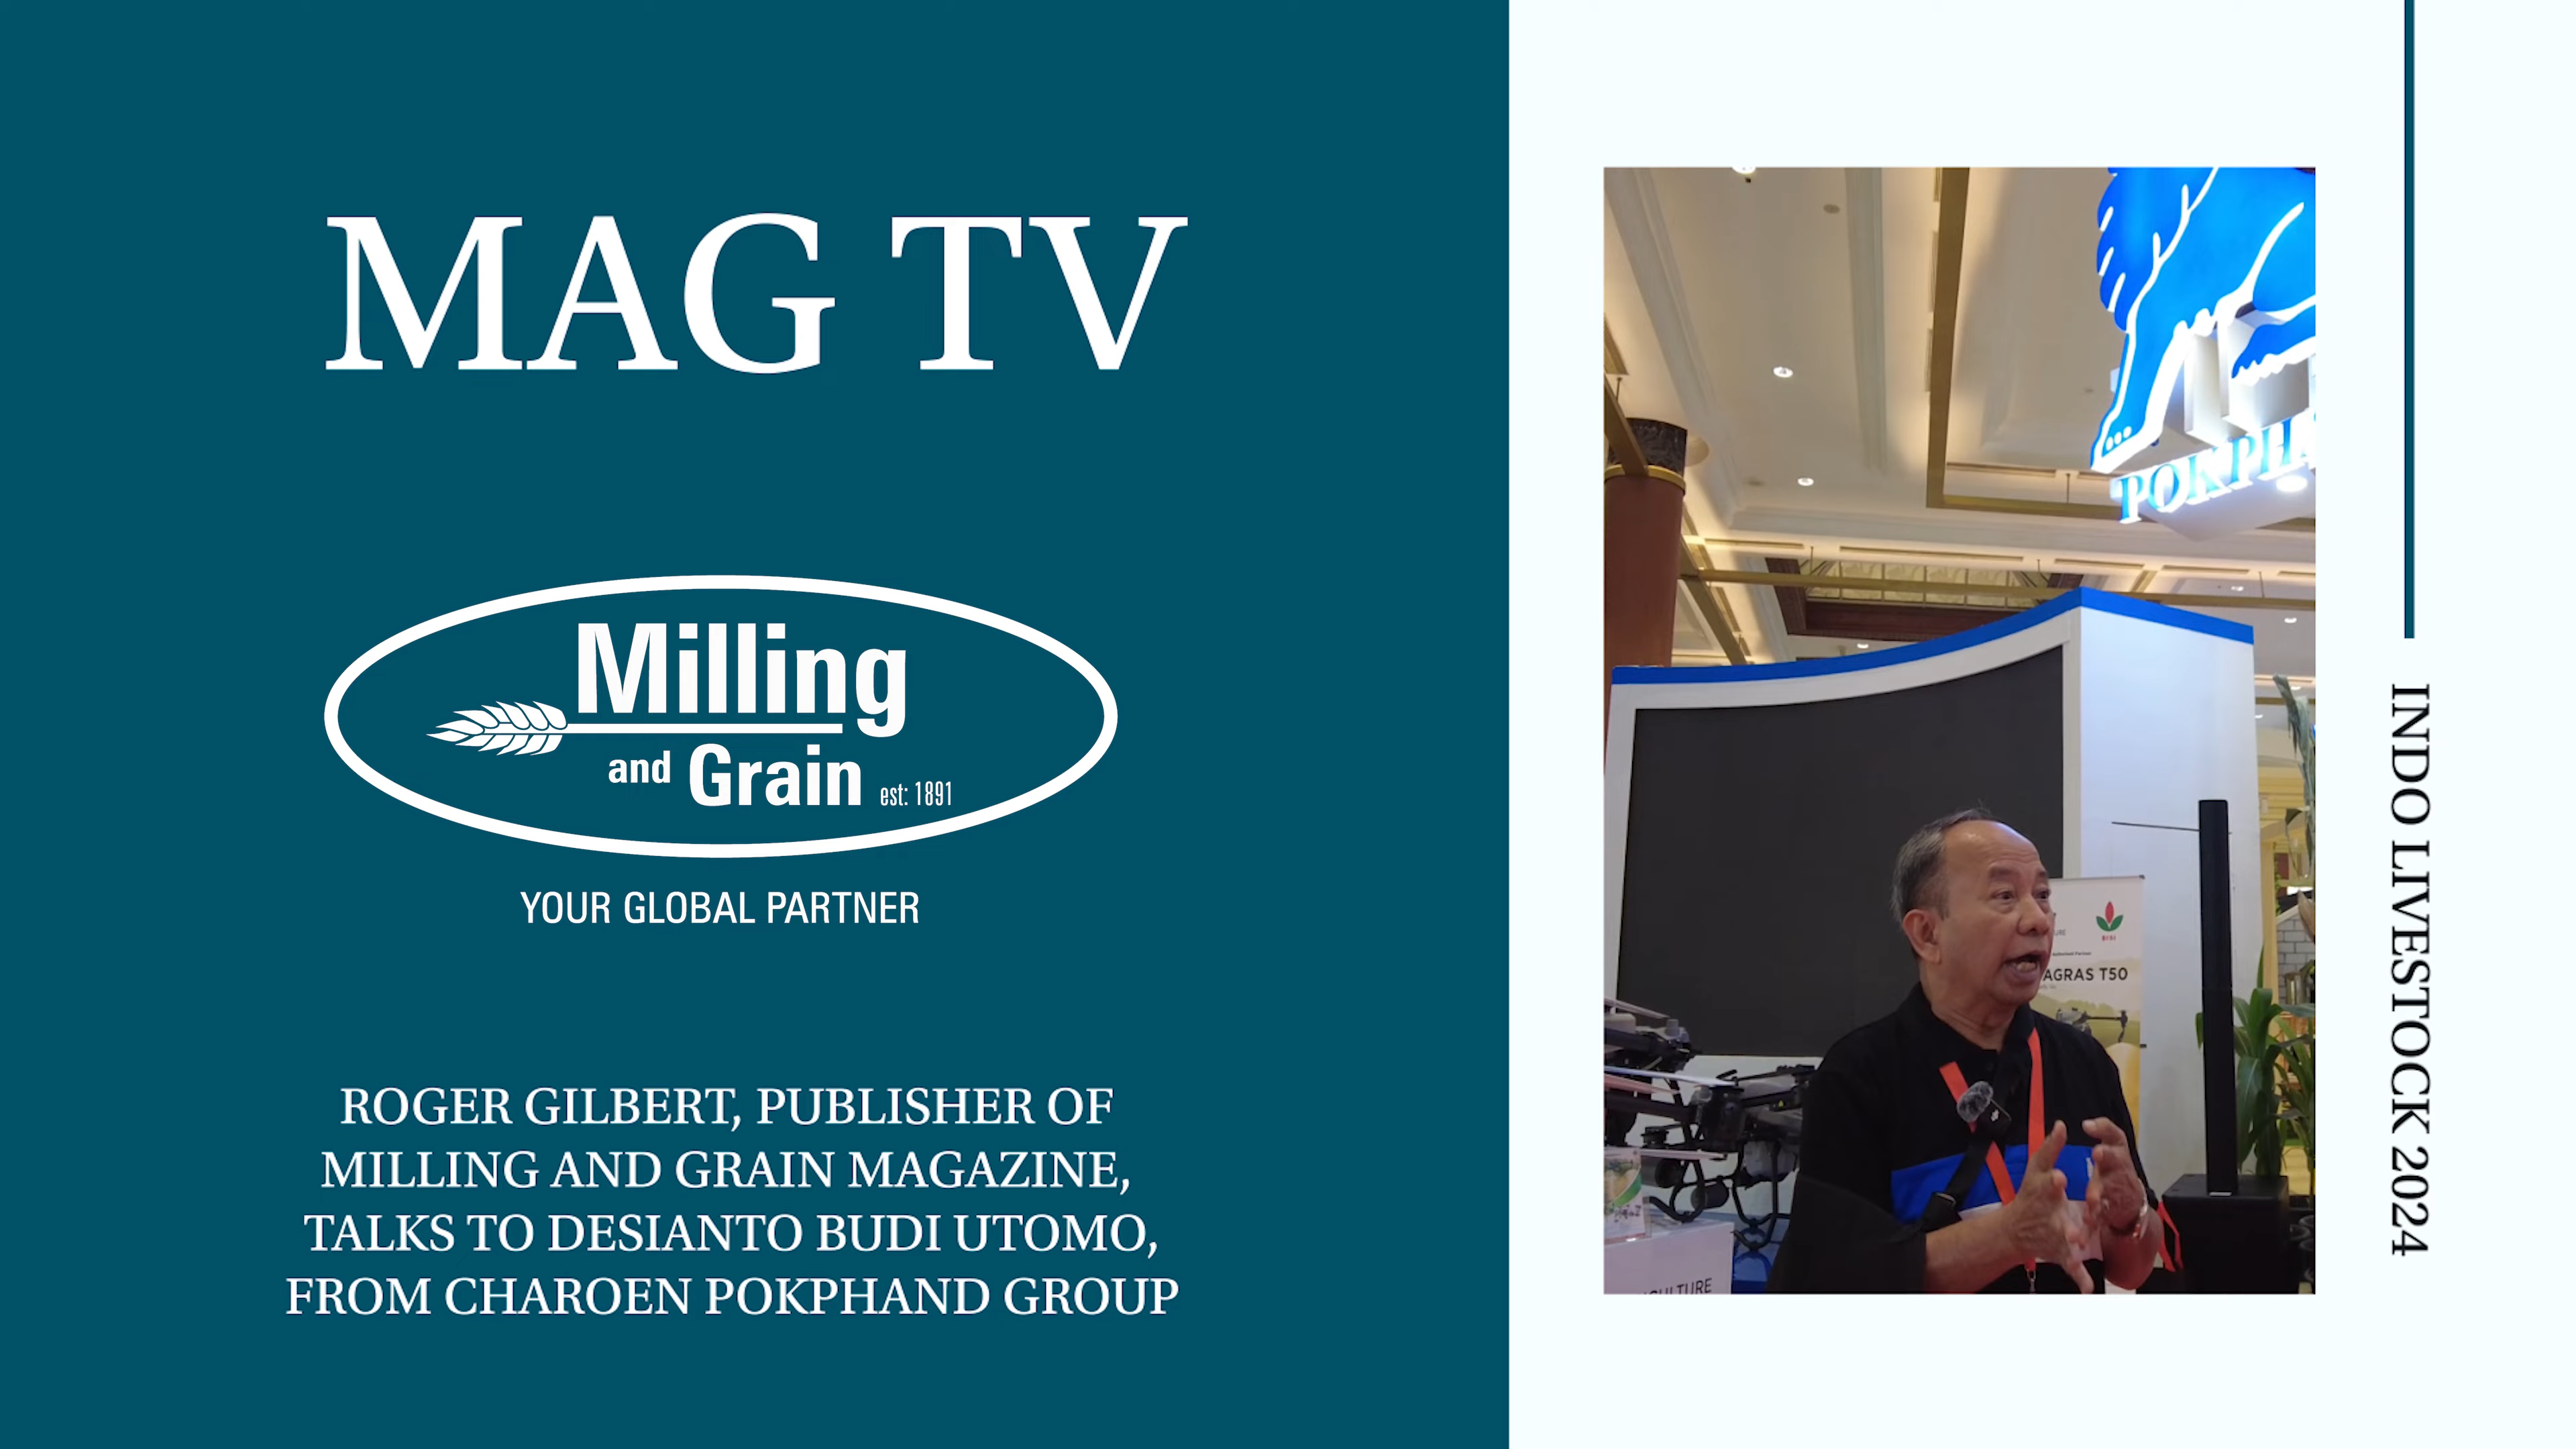 MAG TV
Milling
and Grain est: 1891
YOUR GLOBAL PARTNER
ROGER GILBERT, PUBLISHER OF
MILLING AND GRAIN MAGAZINE,
TALKS TO DESIANTO BUDI UTOMO,
FROM CHAROEN POKPHAND GROUP
POKPHA
AGRAS T50
INDO LIVESTOCK 2024